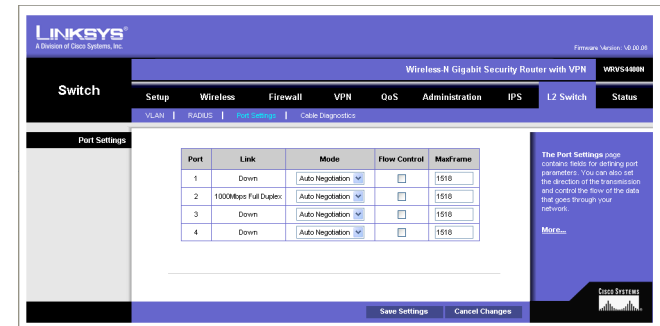 LINKSYS®
A Division of Cisco Systems, Inc.
Firmware Version: V0.00.06
Wireless-N Gigabit Security Router with VPN WRVS4400N
Switch
Setup Wireless Firewall VPN QoS Administration IPS L2 Switch Status
VLAN | RADIUS | Port Settings | Cable Diagnostics
Port Settings
Port Link Mode Flow Control MaxFrame
1 Down Auto Negotiation 1518
2 1000Mbps Full Duplex Auto Negotiation 1518
3 Down Auto Negotiation 1518
4 Down Auto Negotiation 1518
The Port Settings page
contains fields for defining port
parameters. You can also set
the direction of the transmission
and control the flow of the data
that goes through your
network.
More...
Save Settings Cancel Changes
CISCO SYSTEMS